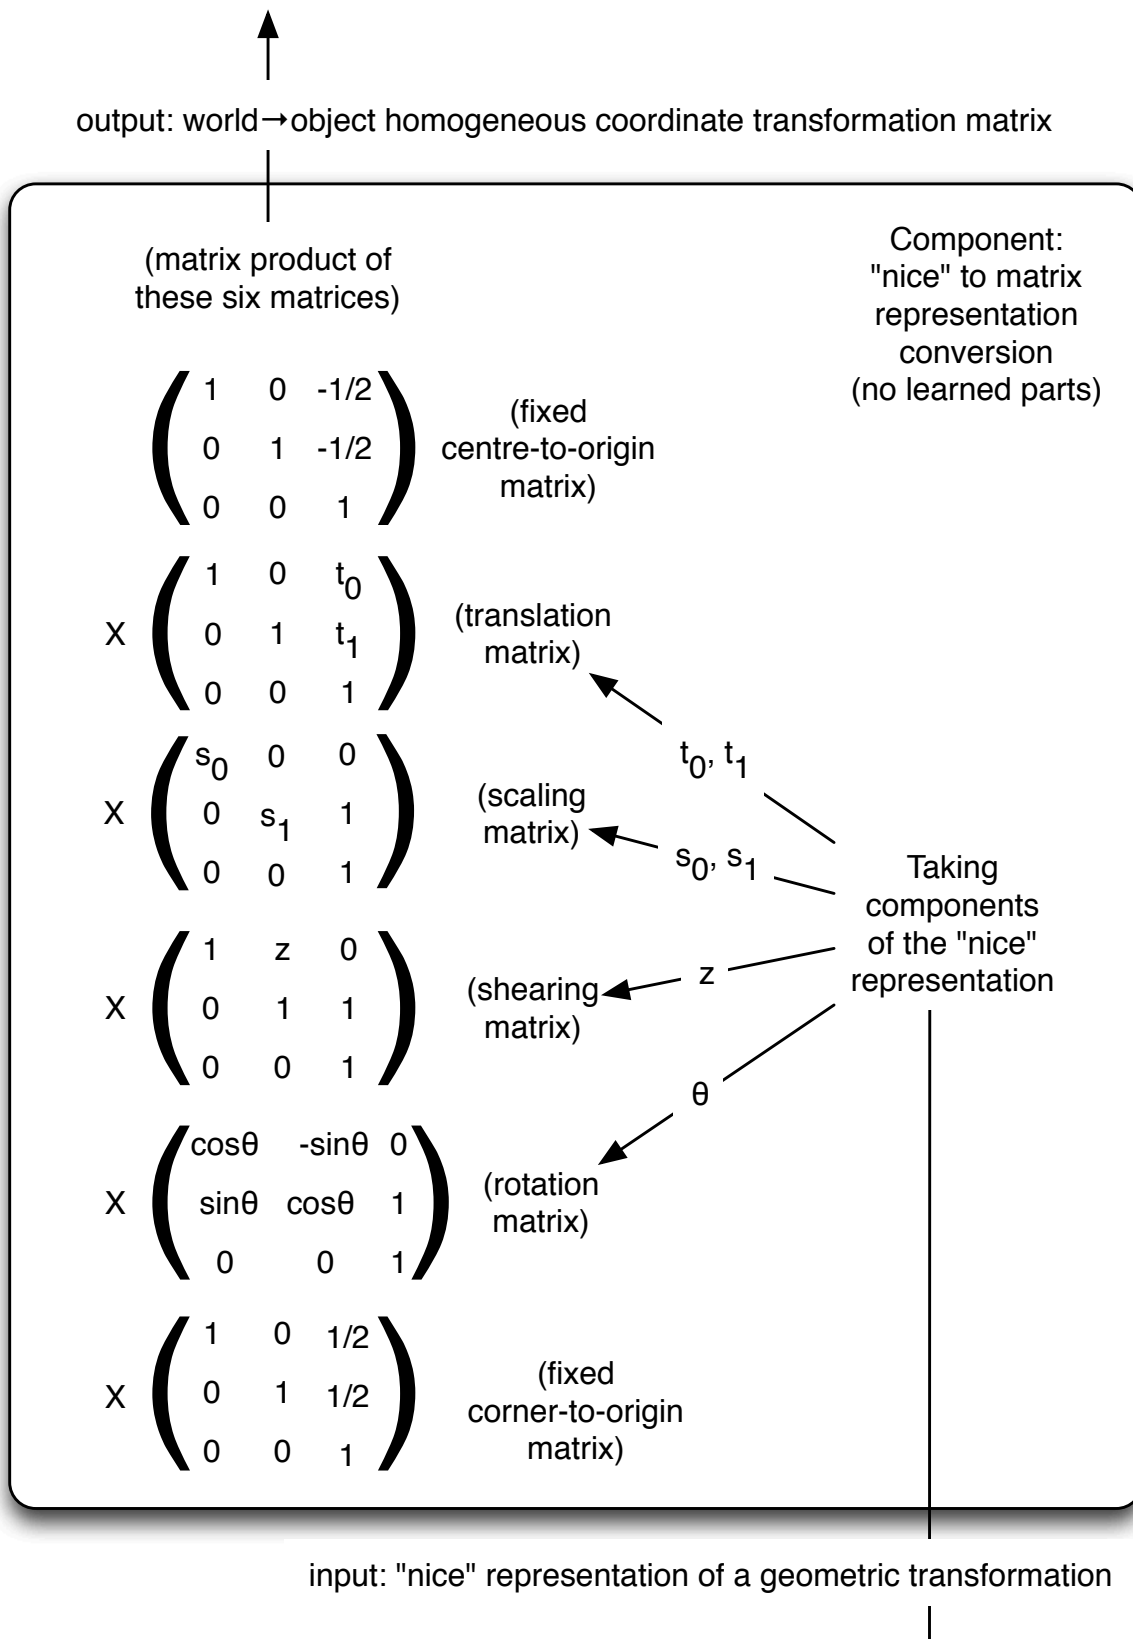 output: world→object homogeneous coordinate transformation matrix
(matrix product of
these six matrices)
Component:
"nice" to matrix
representation
conversion
(no learned parts)
1 0 -1/2
0 1 -1/2
0 0 1
(fixed
centre-to-origin
matrix)
X
1 0 t0
0 1 t1
0 0 1
(translation
matrix)
t0, t1
X
s0 0 0
0 s1 1
0 0 1
(scaling
matrix)
s0, s1
Taking
components
of the "nice"
representation
X
1 z 0
0 1 1
0 0 1
(shearing
matrix)
z
θ
X
cosθ -sinθ 0
sinθ cosθ 1
0 0 1
(rotation
matrix)
X
1 0 1/2
0 1 1/2
0 0 1
(fixed
corner-to-origin
matrix)
input: "nice" representation of a geometric transformation